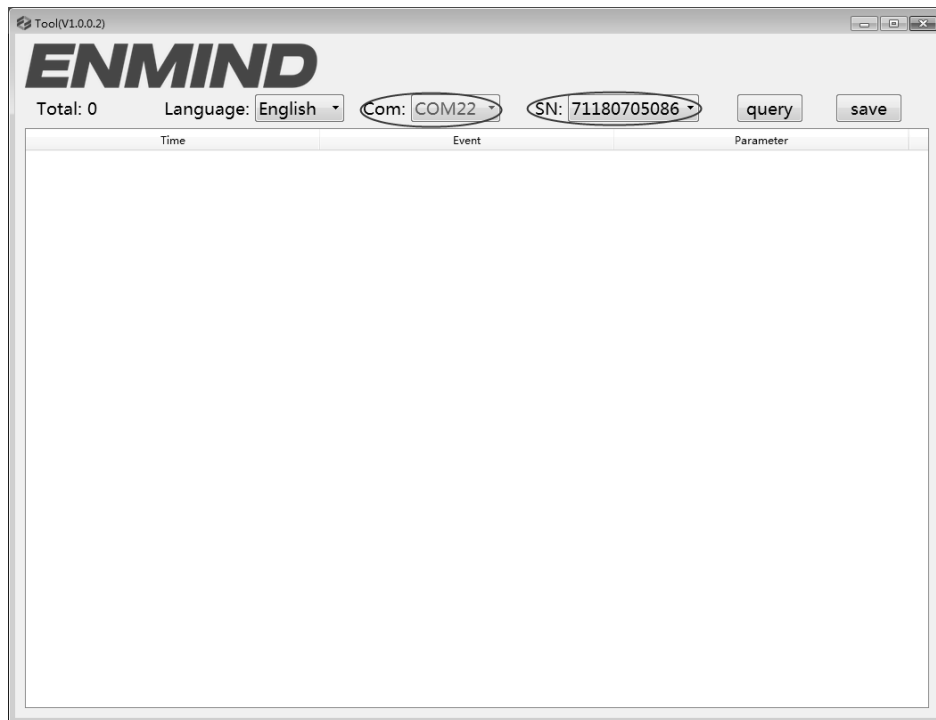 Tool(V1.0.0.2)
ENMIND
Total: 0 Language: English Com: COM22 SN: 71180705086 query save
Time Event Parameter